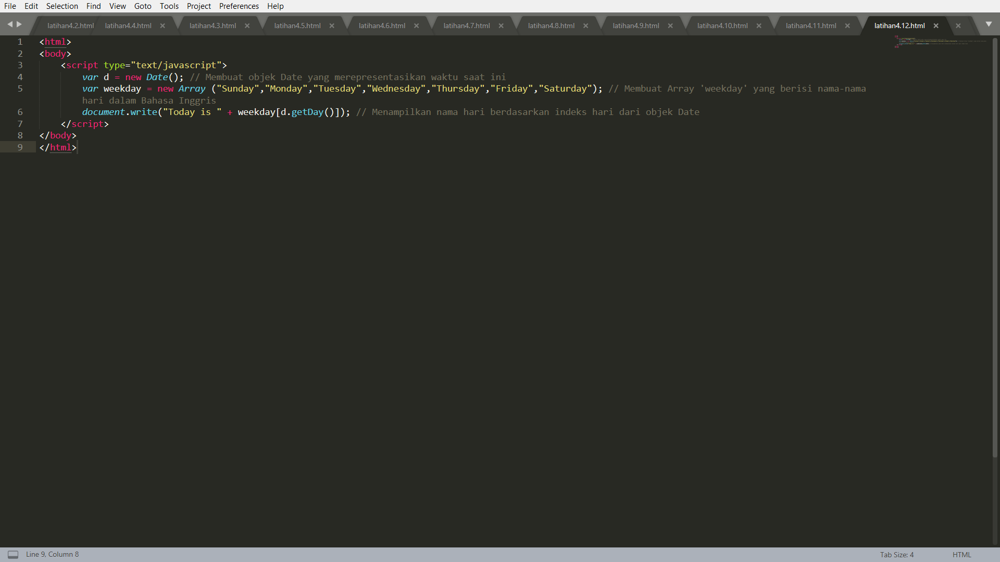 File Edit Selection Find View Goto Tools Project Preferences Help
latihan4.2.html latihan4.4.html latihan4.3.html latihan4.5.html latihan4.6.html latihan4.7.html latihan4.8.html latihan4.9.html latihan4.10.html latihan4.11.html latihan4.12.html
1 <html>
2 <body>
3 <script type="text/javascript">
4 var d = new Date(); // Membuat objek Date yang merepresentasikan waktu saat ini
5 var weekday = new Array ("Sunday","Monday","Tuesday","Wednesday","Thursday","Friday","Saturday"); // Membuat Array 'weekday' yang berisi nama-nama
hari dalam Bahasa Inggris
6 document.write("Today is " + weekday[d.getDay()]); // Menampilkan nama hari berdasarkan indeks hari dari objek Date
7 </script>
8 </body>
9 </html>
Line 9, Column 8 Tab Size: 4 HTML